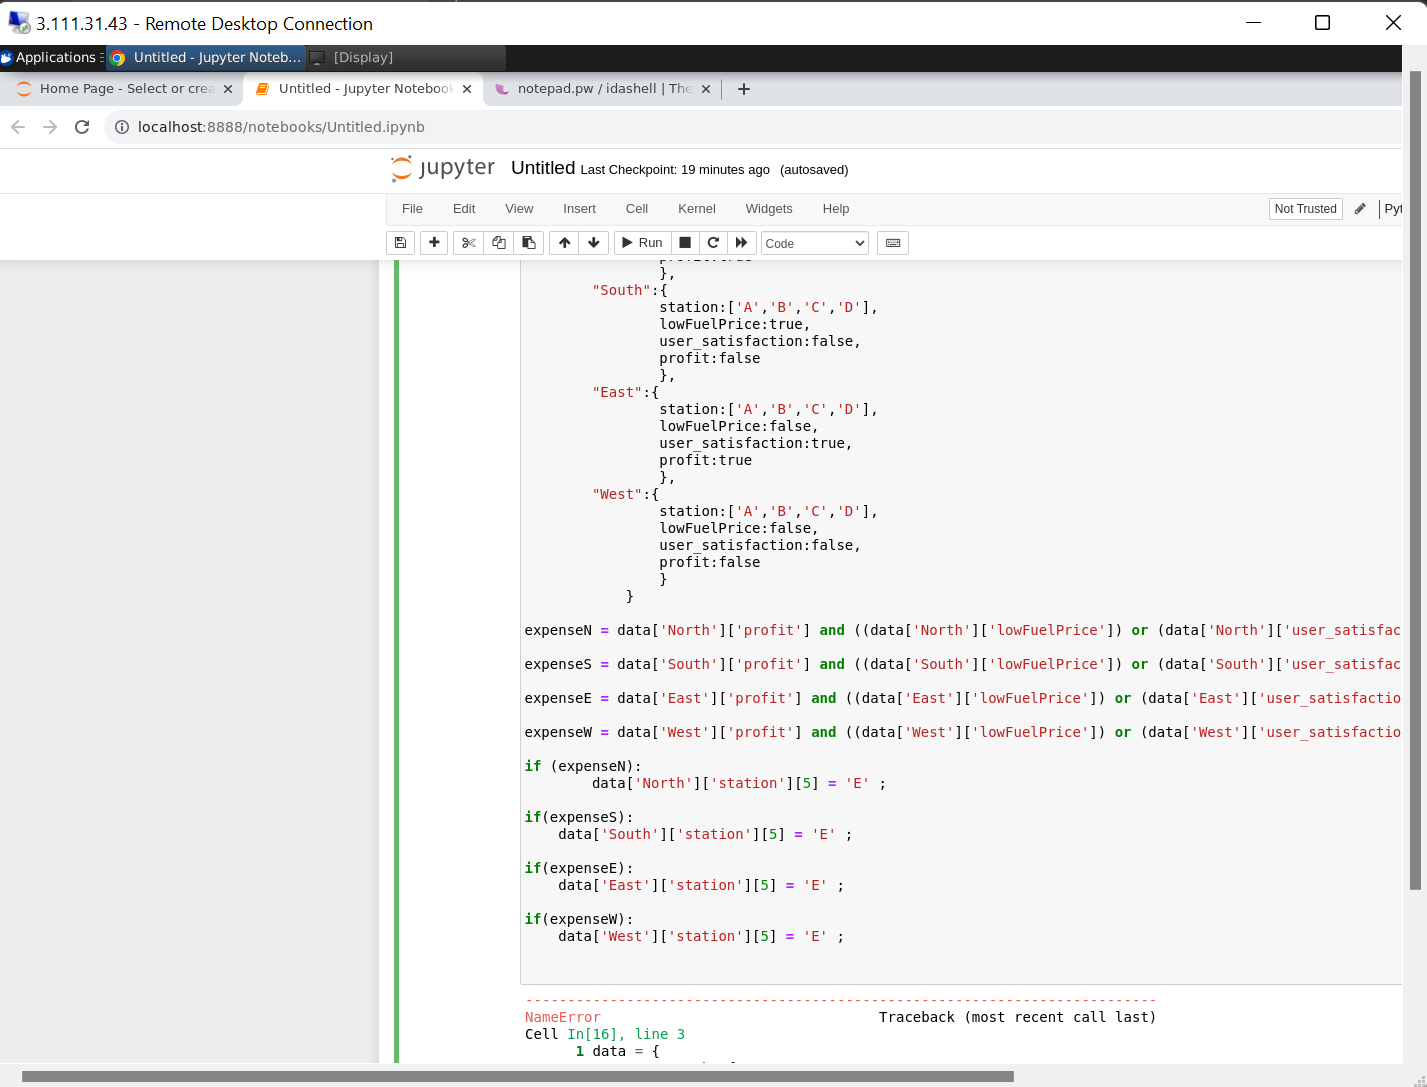 3.111.31.43 - Remote Desktop Connection
Applications Untitled - Jupyter Noteb... [Display]
Home Page - Select or crea Untitled - Jupyter Notebook notepad.pw / idashell | The
localhost:8888/notebooks/Untitled.ipynb
jupyter Untitled Last Checkpoint: 19 minutes ago (autosaved)
File Edit View Insert Cell Kernel Widgets Help Not Trusted Pyt
Run Code
},
"South":{
station:['A','B','C','D'],
lowFuelPrice:true,
user_satisfaction:false,
profit:false
},
"East":{
station:['A','B','C','D'],
lowFuelPrice:false,
user_satisfaction:true,
profit:true
},
"West":{
station:['A','B','C','D'],
lowFuelPrice:false,
user_satisfaction:false,
profit:false
}
}
expenseN = data['North']['profit'] and ((data['North']['lowFuelPrice']) or (data['North']['user_satisfac
expenseS = data['South']['profit'] and ((data['South']['lowFuelPrice']) or (data['South']['user_satisfac
expenseE = data['East']['profit'] and ((data['East']['lowFuelPrice']) or (data['East']['user_satisfactio
expenseW = data['West']['profit'] and ((data['West']['lowFuelPrice']) or (data['West']['user_satisfactio
if (expenseN):
data['North']['station'][5] = 'E' ;
if(expenseS):
data['South']['station'][5] = 'E' ;
if(expenseE):
data['East']['station'][5] = 'E' ;
if(expenseW):
data['West']['station'][5] = 'E' ;
---------------------------------------------------------------------------
NameError Traceback (most recent call last)
Cell In[16], line 3
1 data = {